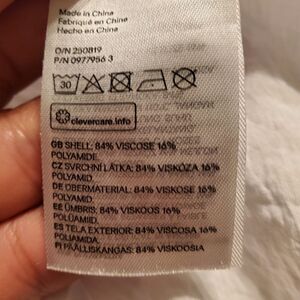 Made in China
Fabriqué en Chine
Hecho en China
O/N 250819
P/N 0977956 3
30
clevercare.info
GB SHELL: 84% VISCOSE 16%
POLYAMIDE.
CZ SVRCHNÍ LÁTKA: 84% VISKÓZA 16%
POLYAMID.
DE OBERMATERIAL: 84% VISKOSE 16%
POLYAMID.
EE ÜMBRIS: 84% VISKOOS 16%
POLÜAMIID.
ES TELA EXTERIOR: 84% VISCOSA 16%
POLIAMIDA.
FI PÄÄLLISKANGAS: 84% VISKOOSIA